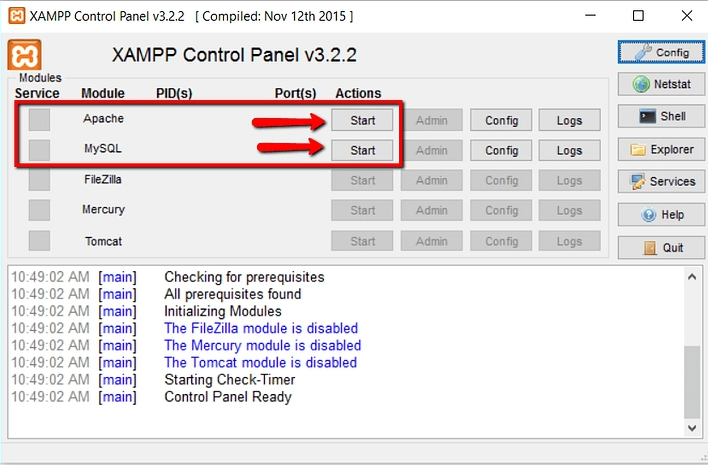 XAMPP Control Panel v3.2.2 [ Compiled: Nov 12th 2015 ]
XAMPP Control Panel v3.2.2
Config
Modules
Service Module PID(s) Port(s) Actions
Netstat
Apache Start Admin Config Logs
Shell
MySQL Start Admin Config Logs
Explorer
FileZilla Start Admin Config Logs
Services
Mercury Start Admin Config Logs
Help
Tomcat Start Admin Config Logs
Quit
10:49:02 AM [main] Checking for prerequisites
10:49:02 AM [main] All prerequisites found
10:49:02 AM [main] Initializing Modules
10:49:02 AM [main] The FileZilla module is disabled
10:49:02 AM [main] The Mercury module is disabled
10:49:02 AM [main] The Tomcat module is disabled
10:49:02 AM [main] Starting Check-Timer
10:49:02 AM [main] Control Panel Ready